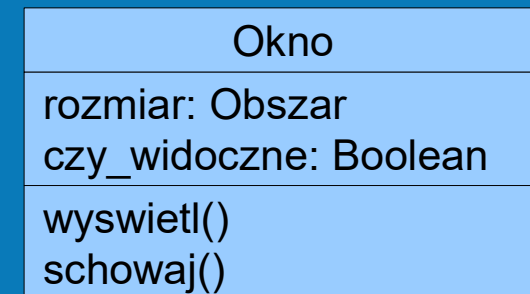 Okno
rozmiar: Obszar
czy_widoczne: Boolean
wyswietl()
schowaj()